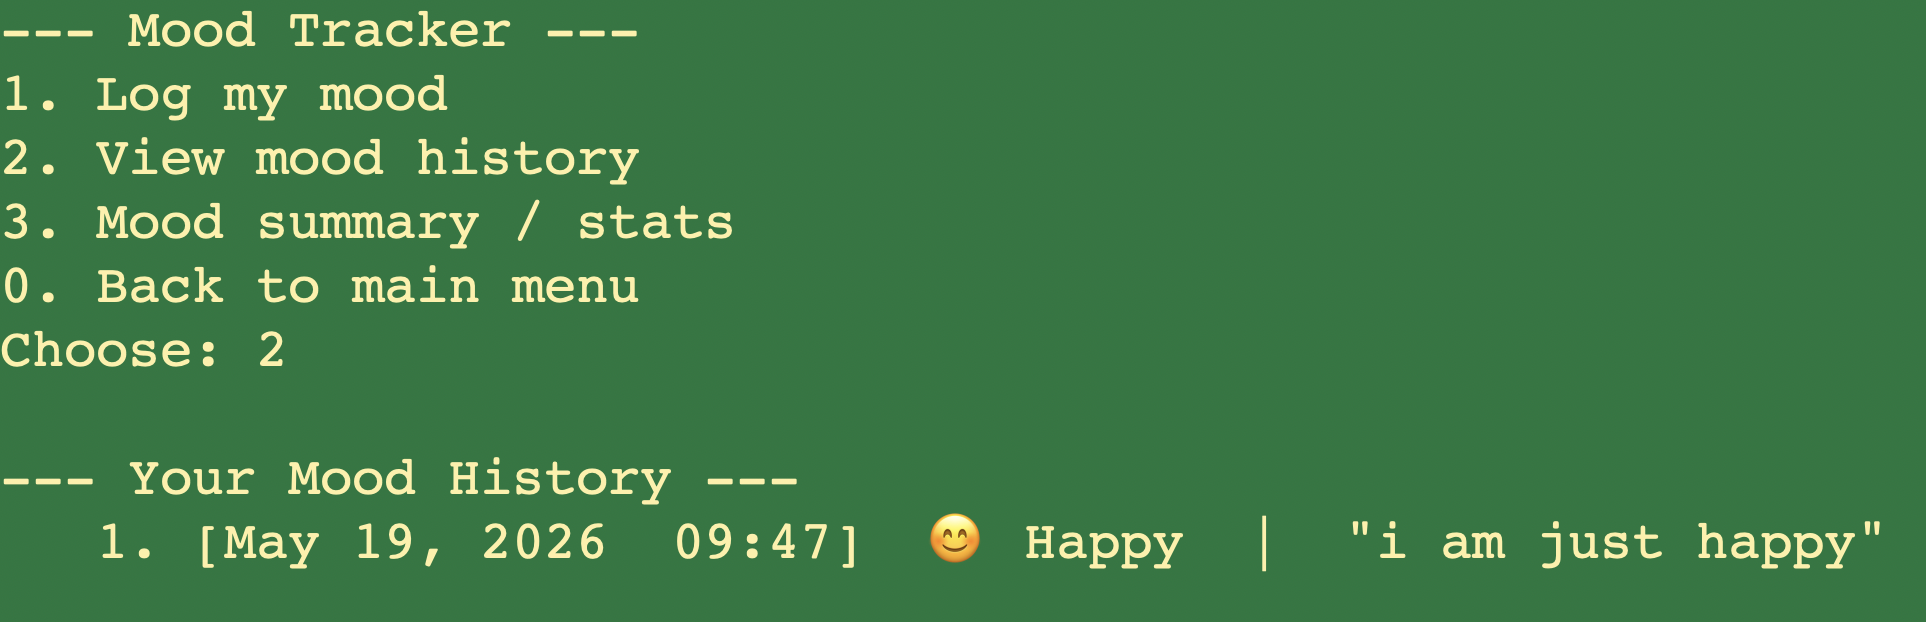 --- Mood Tracker ---
1. Log my mood
2. View mood history
3. Mood summary / stats
0. Back to main menu
Choose: 2
--- Your Mood History ---
1. [May 19, 2026  09:47]  😊 Happy  |  "i am just happy"